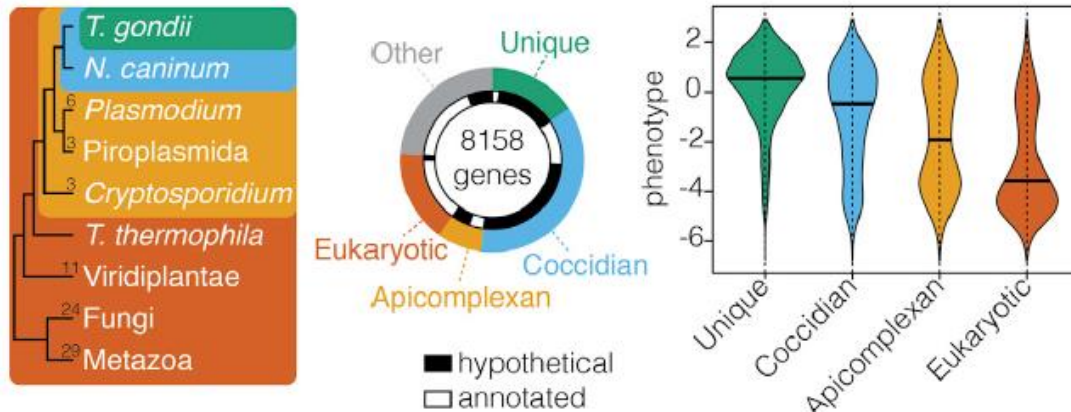 T. gondii
N. caninum
6 Plasmodium
3 Piroplasmida
3 Cryptosporidium
T. thermophila
11 Viridiplantae
24 Fungi
29 Metazoa
Other
Unique
8158
genes
Eukaryotic
Coccidian
Apicomplexan
hypothetical
annotated
phenotype
2
0
-2
-4
-6
Unique
Coccidian
Apicomplexan
Eukaryotic